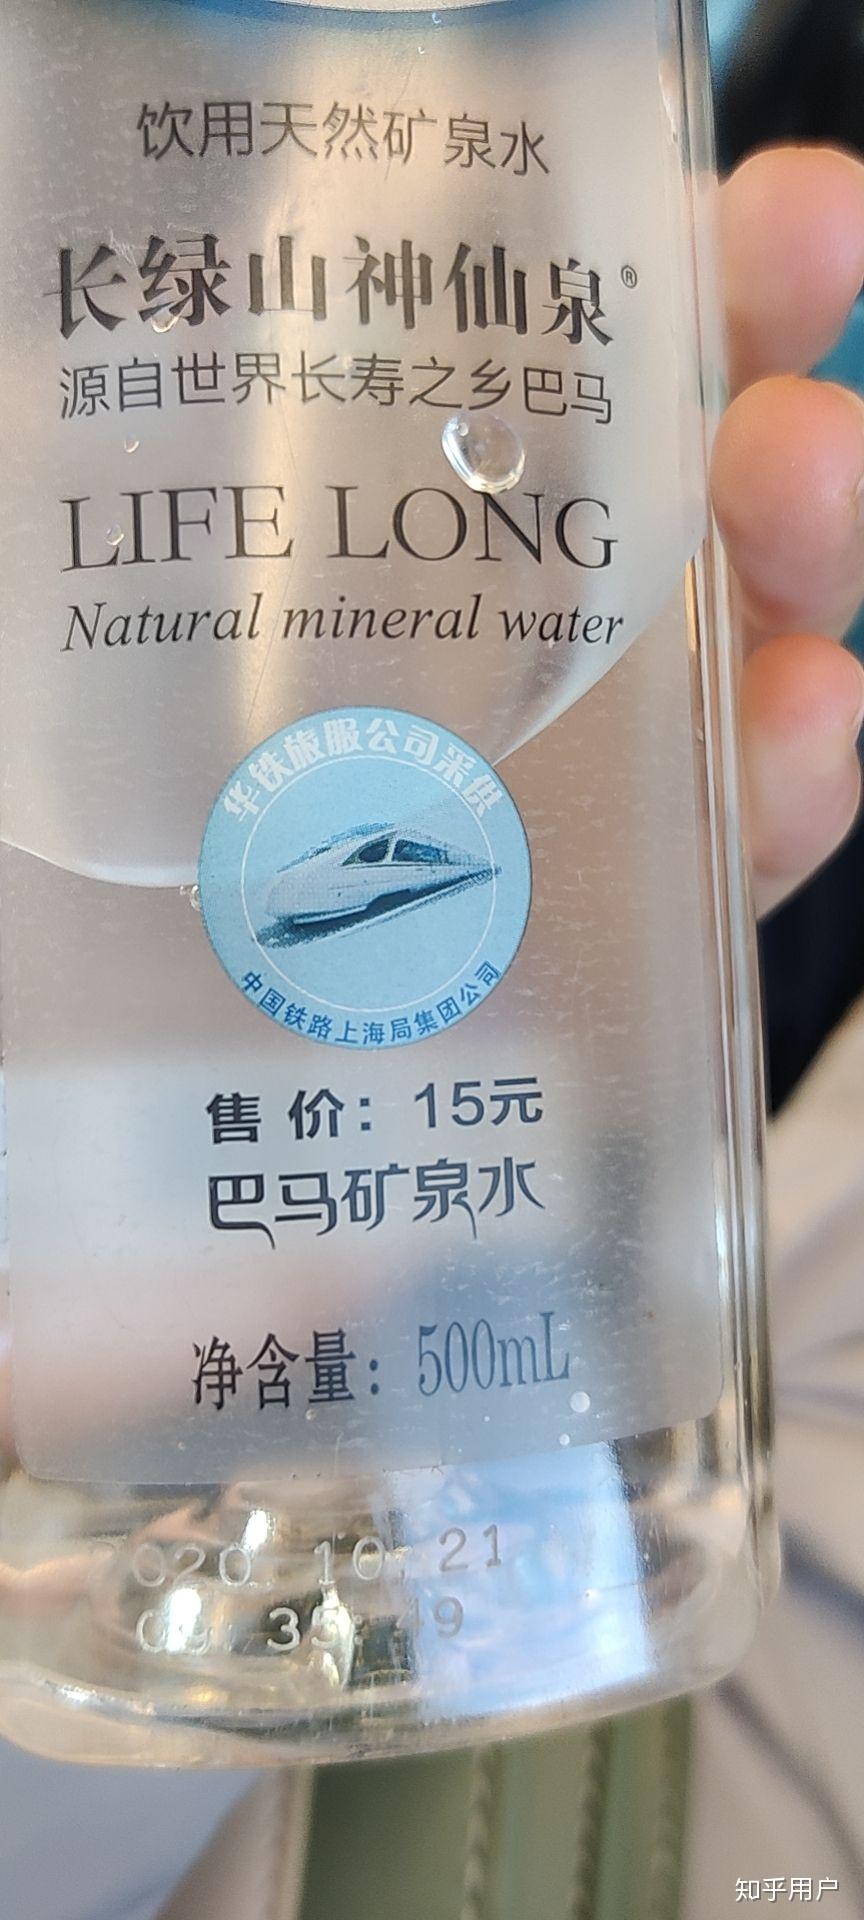 饮用天然矿泉水
长绿山神仙泉®
源自世界长寿之乡巴马
LIFE LONG
Natural mineral water
华铁旅服公司采供
中国铁路上海局集团公司
售 价：15元
巴马矿泉水
净含量：500mL
2020 10 21
35 49
知乎用户